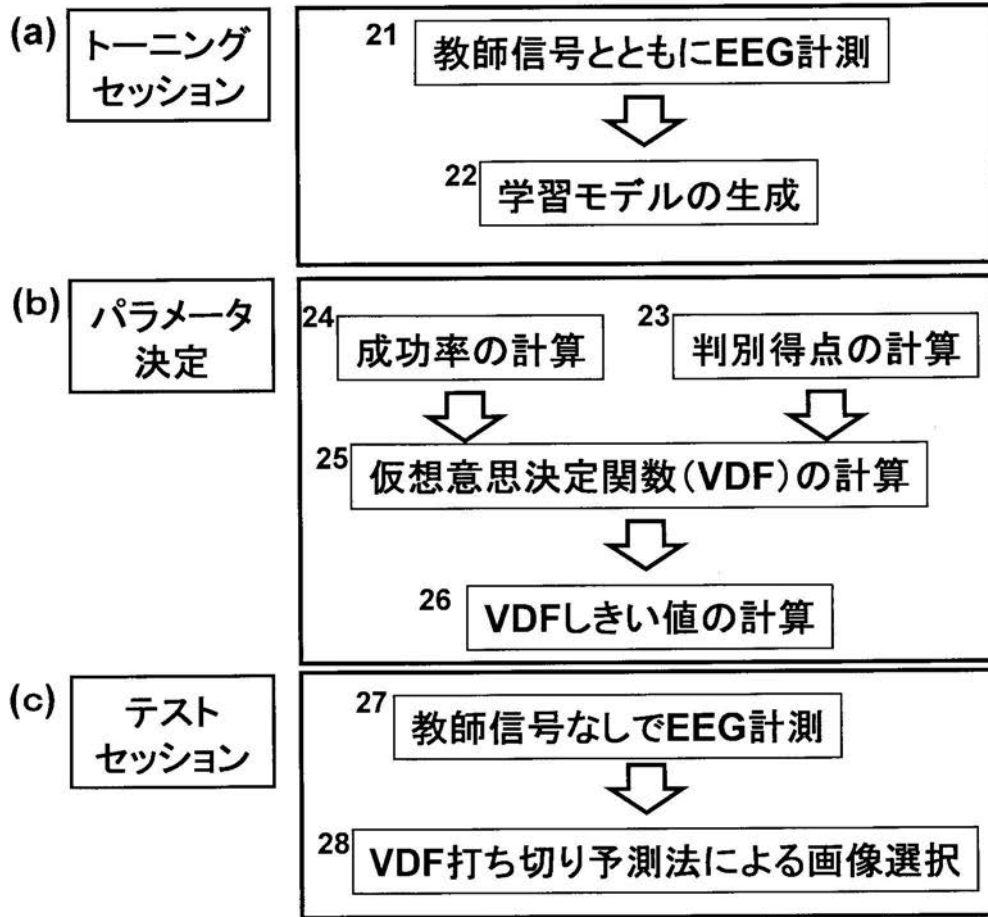 (a)
トーニング
セッション
21
教師信号とともにEEG計測
22
学習モデルの生成
(b)
パラメータ
決定
24
成功率の計算
23
判別得点の計算
25
仮想意思決定関数(VDF)の計算
26
VDFしきい値の計算
(c)
テスト
セッション
27
教師信号なしでEEG計測
28
VDF打ち切り予測法による画像選択